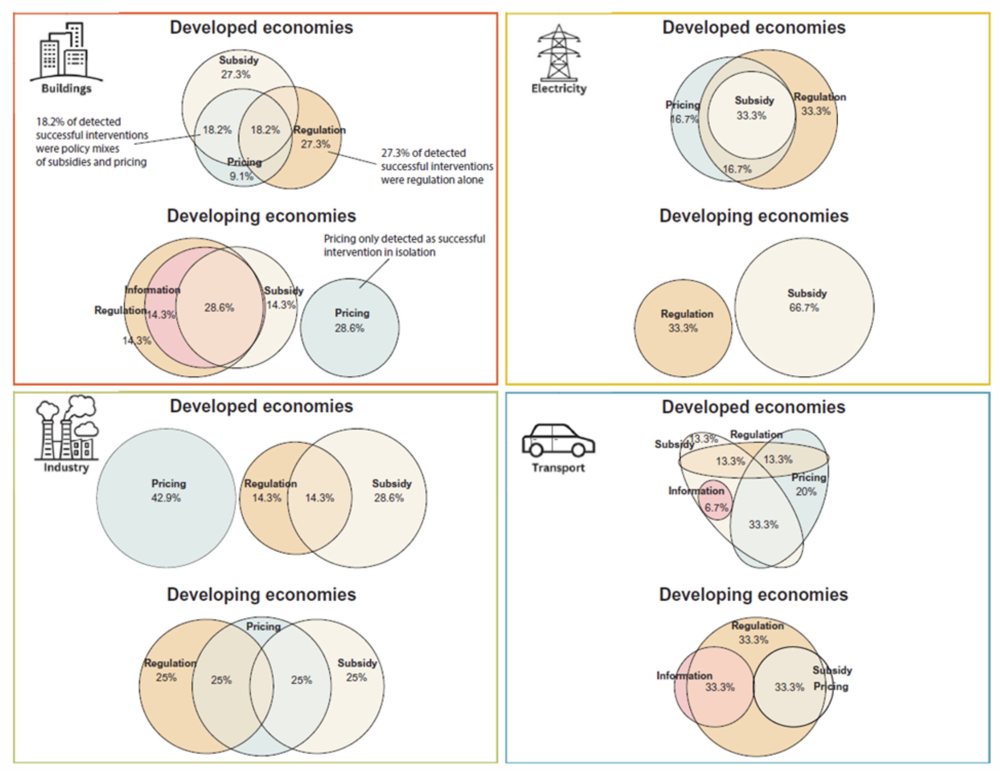 Developed economies
Buildings
Subsidy
27.3%
18.2%
18.2%
Regulation
27.3%
Pricing
9.1%
18.2% of detected
successful interventions
were policy mixes
of subsidies and pricing
27.3% of detected
successful interventions
were regulation alone
Developing economies
Pricing only detected as successful
intervention in isolation
Information
Regulation
14.3%
14.3%
28.6%
Subsidy
14.3%
Pricing
28.6%
Developed economies
Electricity
Pricing
16.7%
Subsidy
33.3%
Regulation
33.3%
16.7%
Developing economies
Regulation
33.3%
Subsidy
66.7%
Developed economies
Industry
Pricing
42.9%
Regulation
14.3%
14.3%
Subsidy
28.6%
Developing economies
Pricing
Regulation
25%
25%
25%
Subsidy
25%
Developed economies
Transport
Regulation
Subsidy
13.3%
13.3%
13.3%
Pricing
20%
Information
6.7%
33.3%
Developing economies
Regulation
33.3%
Information
33.3%
33.3%
Subsidy
Pricing